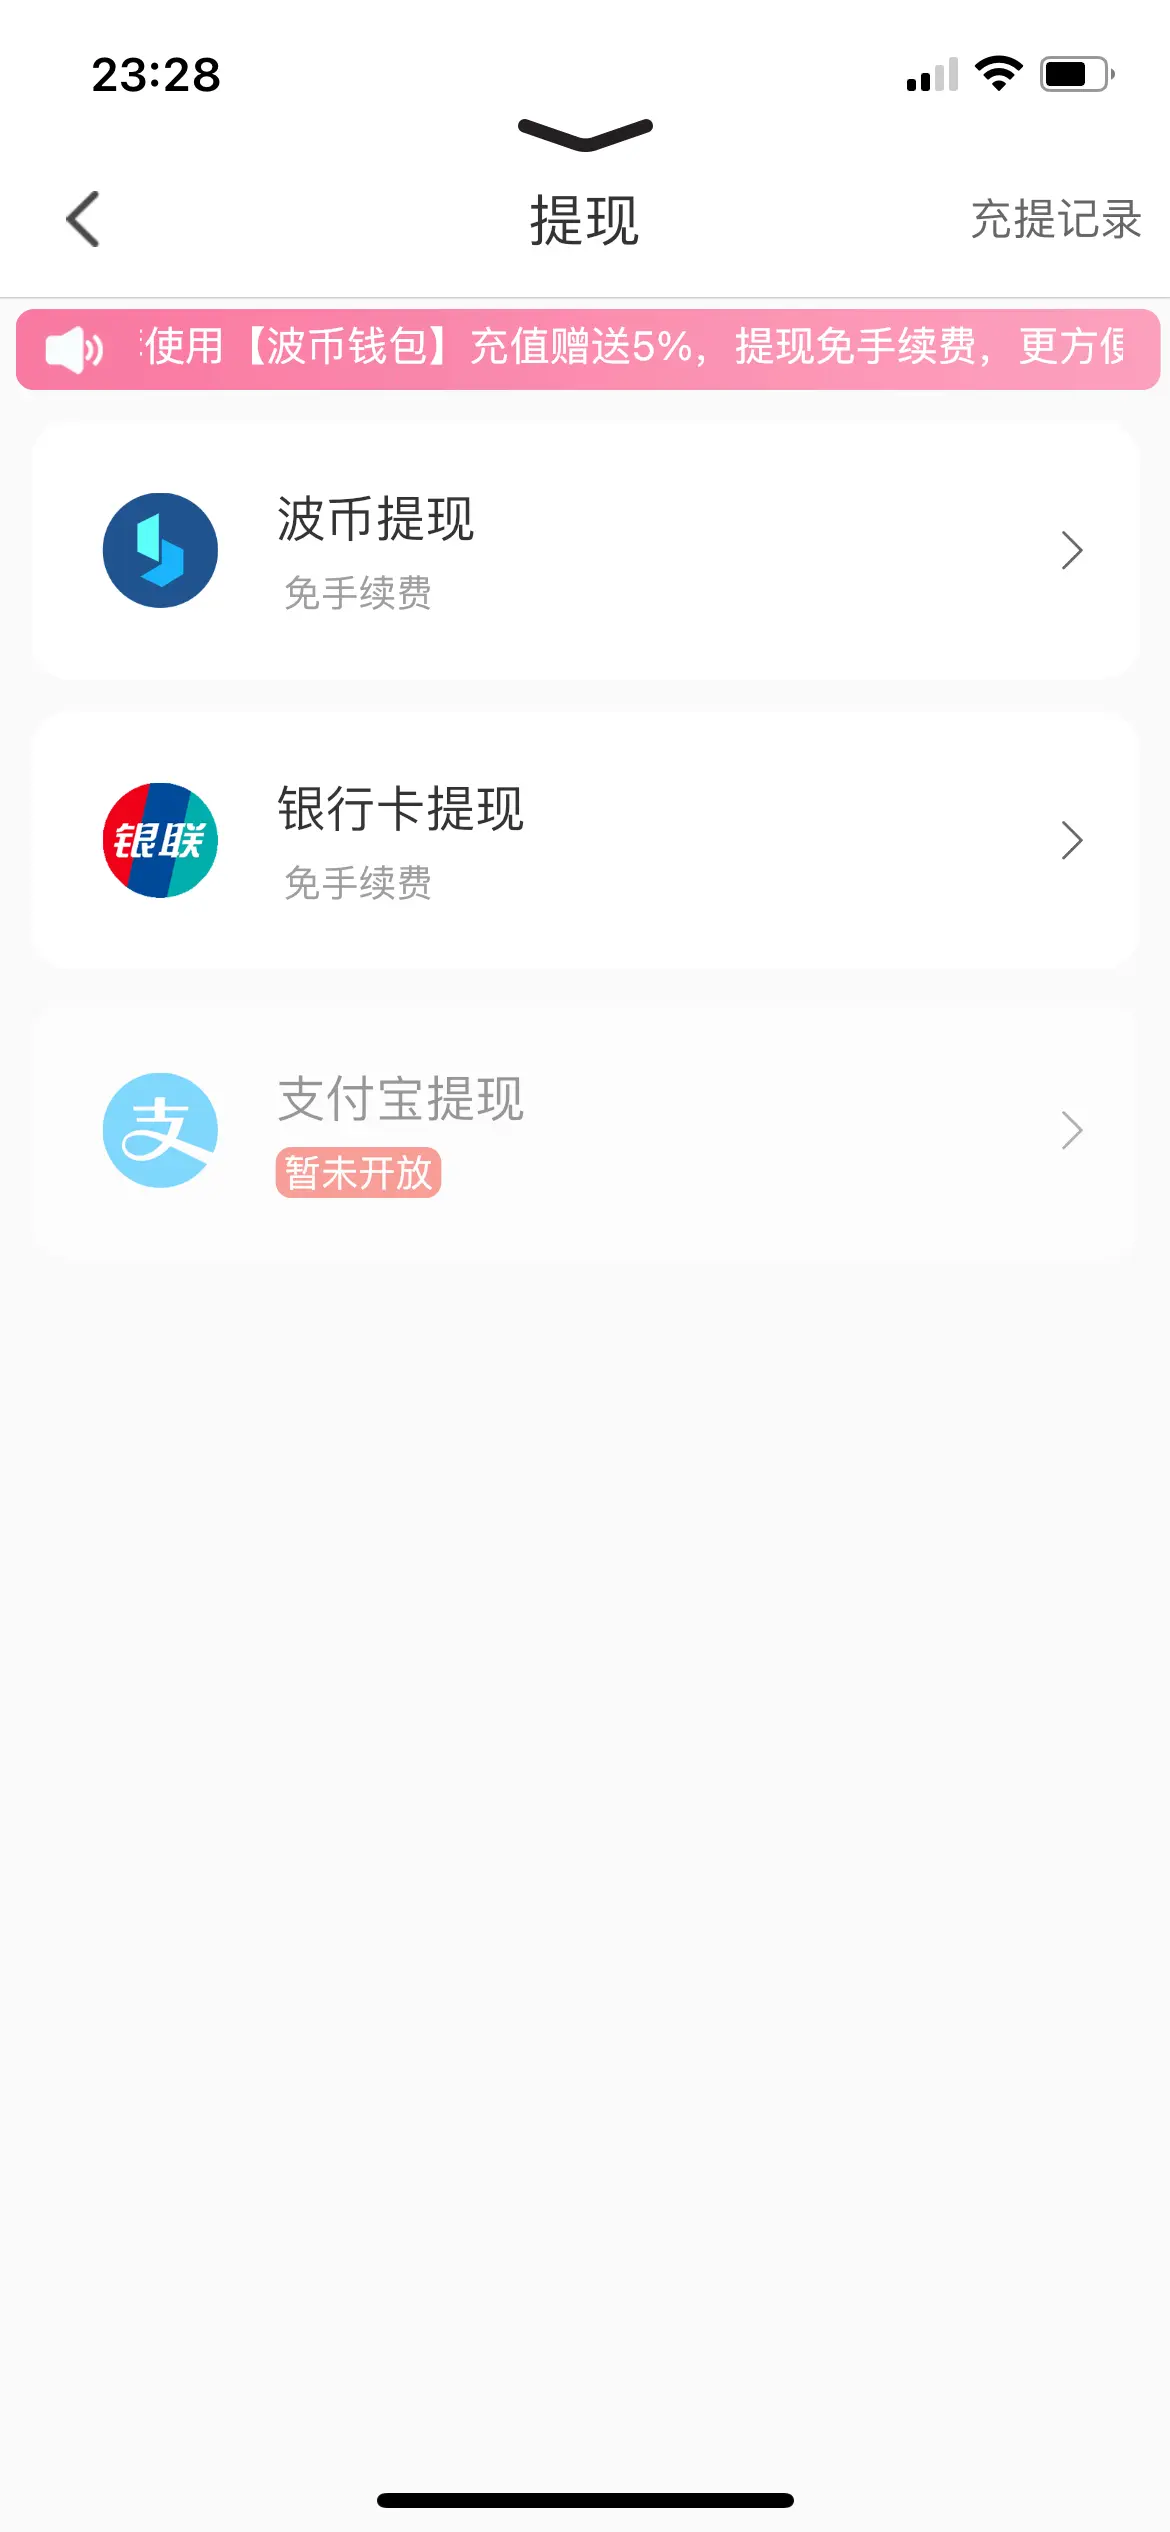 23:28
提现
充提记录
使用【波币钱包】充值赠送5%，提现免手续费，更方便
波币提现
免手续费
银联
银行卡提现
免手续费
支
支付宝提现
暂未开放